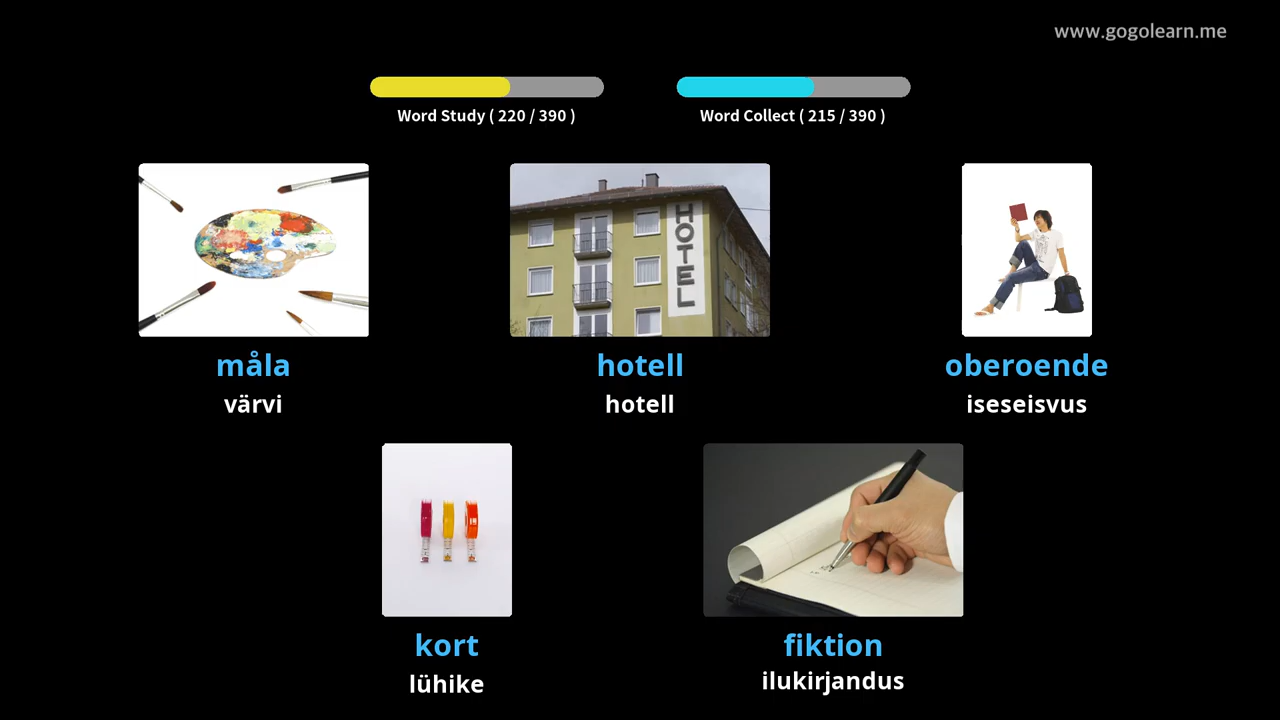 www.gogolearn.me
Word Study ( 220 / 390 )
Word Collect ( 215 / 390 )
HOTEL
måla
värvi
hotell
hotell
oberoende
iseseisvus
kort
lühike
fiktion
ilukirjandus